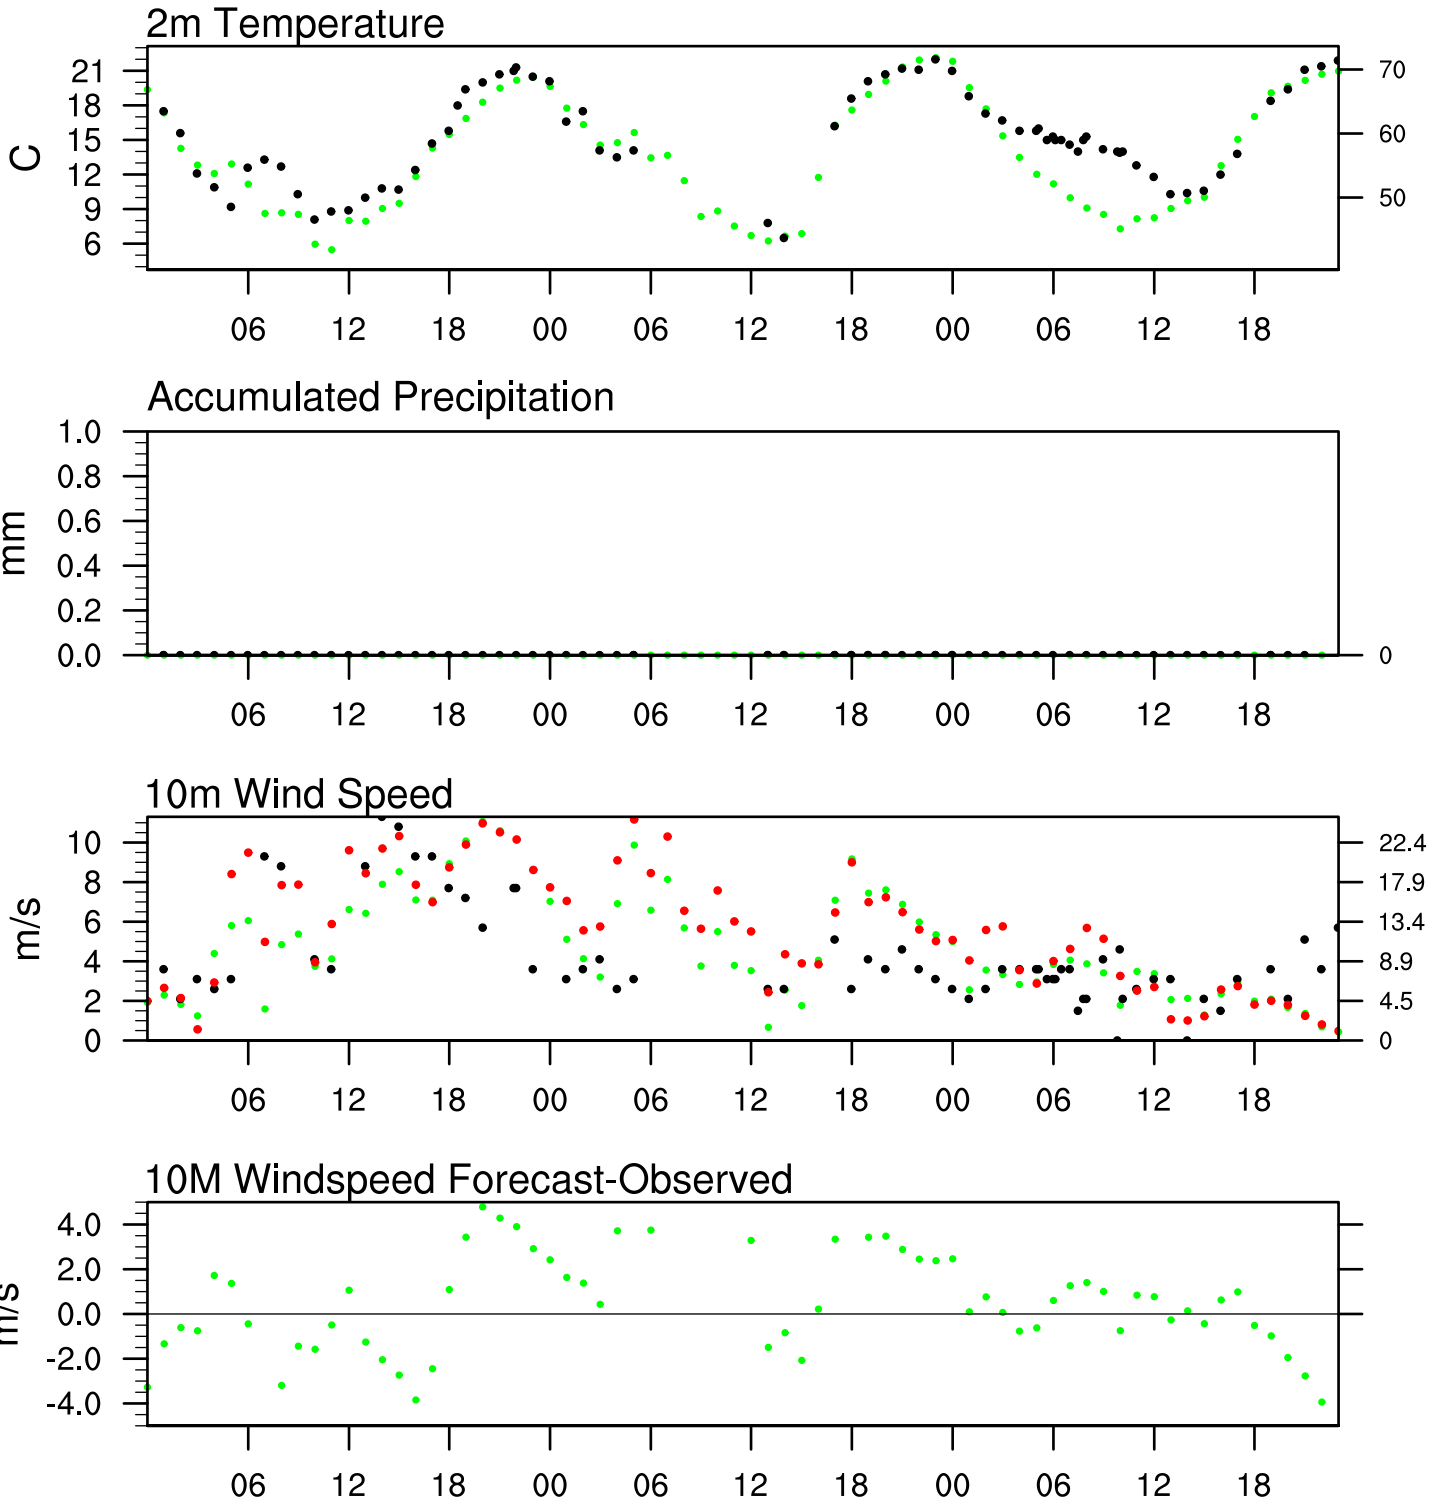 2m Temperature
21 70
18
15 60
C
12
9 50
6
06 12 18 00 06 12 18 00 06 12 18
Accumulated Precipitation
1.0
0.8
0.6
mm
0.4
0.2
0.0 0
06 12 18 00 06 12 18 00 06 12 18
10m Wind Speed
10 22.4
8 17.9
6 13.4
m/s
4 8.9
2 4.5
0 0
06 12 18 00 06 12 18 00 06 12 18
10M Windspeed Forecast-Observed
4.0
2.0
0.0
m/s
-2.0
-4.0
06 12 18 00 06 12 18 00 06 12 18